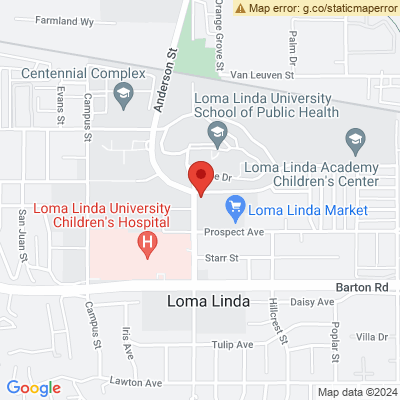 Map error: g.co/staticmaperror
Farmland Wy
Orange Grove St
Palm Dr
Van Leuven St
Anderson St
Centennial Complex
Evans St
Campus St
Loma Linda University
School of Public Health
Loma Linda Academy
Children's Center
Dr
Loma Linda University
Children's Hospital
Loma Linda Market
San Juan St
Prospect Ave
Starr St
Barton Rd
Loma Linda
Daisy Ave
Campus St
Iris Ave
Hillcrest St
Poplar St
Villa Dr
Tulip Ave
Lawton Ave
Google
Map data ©2024